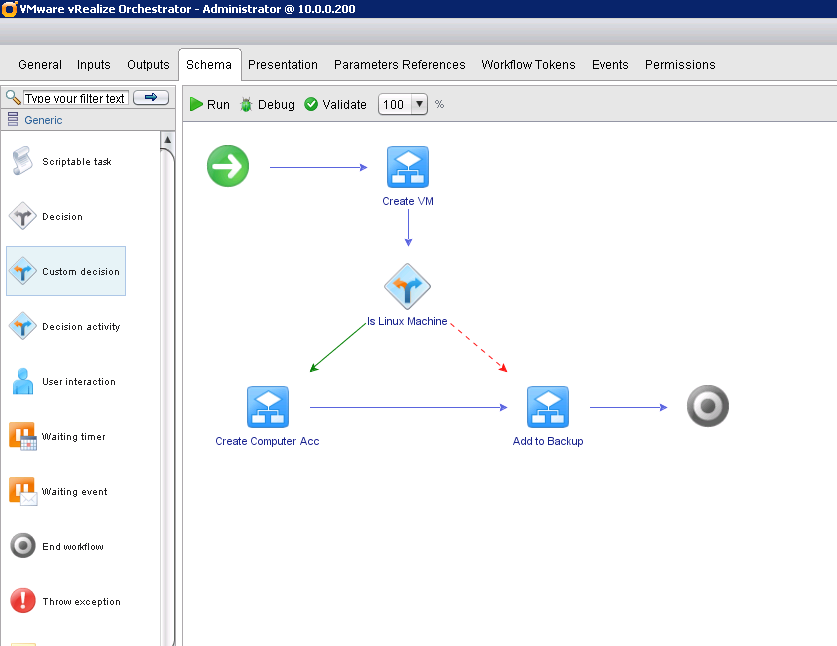 VMware vRealize Orchestrator - Administrator @ 10.0.0.200
General Inputs Outputs Schema Presentation Parameters References Workflow Tokens Events Permissions
Type your filter text
Run Debug Validate 100 %
Generic
Scriptable task
Decision
Custom decision
Decision activity
User interaction
Waiting timer
Waiting event
End workflow
Throw exception
Create VM
Is Linux Machine
Create Computer Acc
Add to Backup